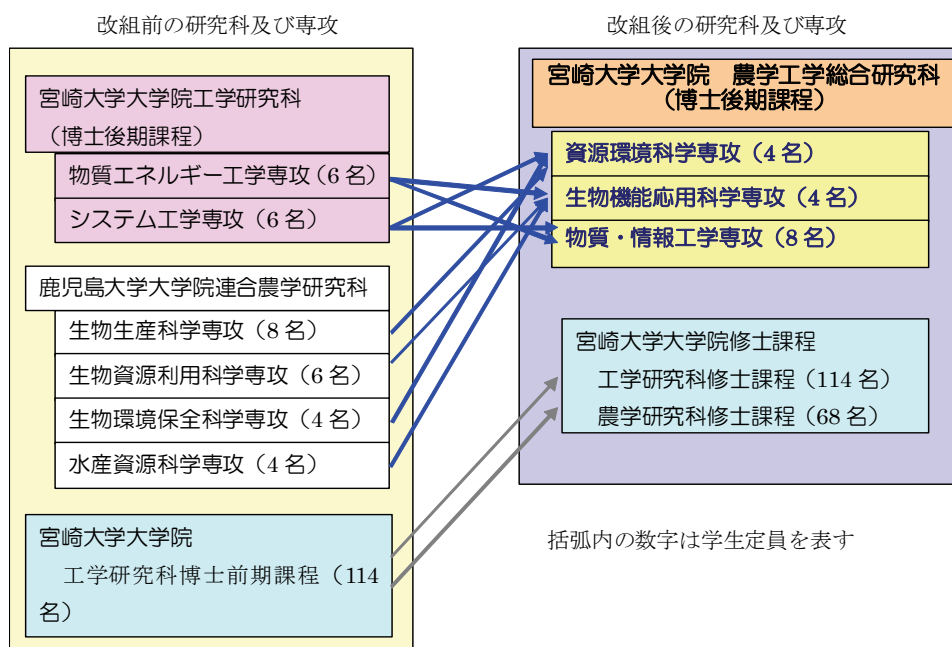 改組前の研究科及び専攻
宮崎大学大学院工学研究科
(博士後期課程)
物質エネルギー工学専攻(6 名)
システム工学専攻(6 名)
鹿児島大学大学院連合農学研究科
生物生産科学専攻(8 名)
生物資源利用科学専攻(6 名)
生物環境保全科学専攻(4 名)
水産資源科学専攻(4 名)
宮崎大学大学院
工学研究科博士前期課程(114
名)
改組後の研究科及び専攻
宮崎大学大学院 農学工学総合研究科
(博士後期課程)
資源環境科学専攻(4 名)
生物機能応用科学専攻(4 名)
物質・情報工学専攻(8 名)
宮崎大学大学院修士課程
工学研究科修士課程(114 名)
農学研究科修士課程(68 名)
括弧内の数字は学生定員を表す